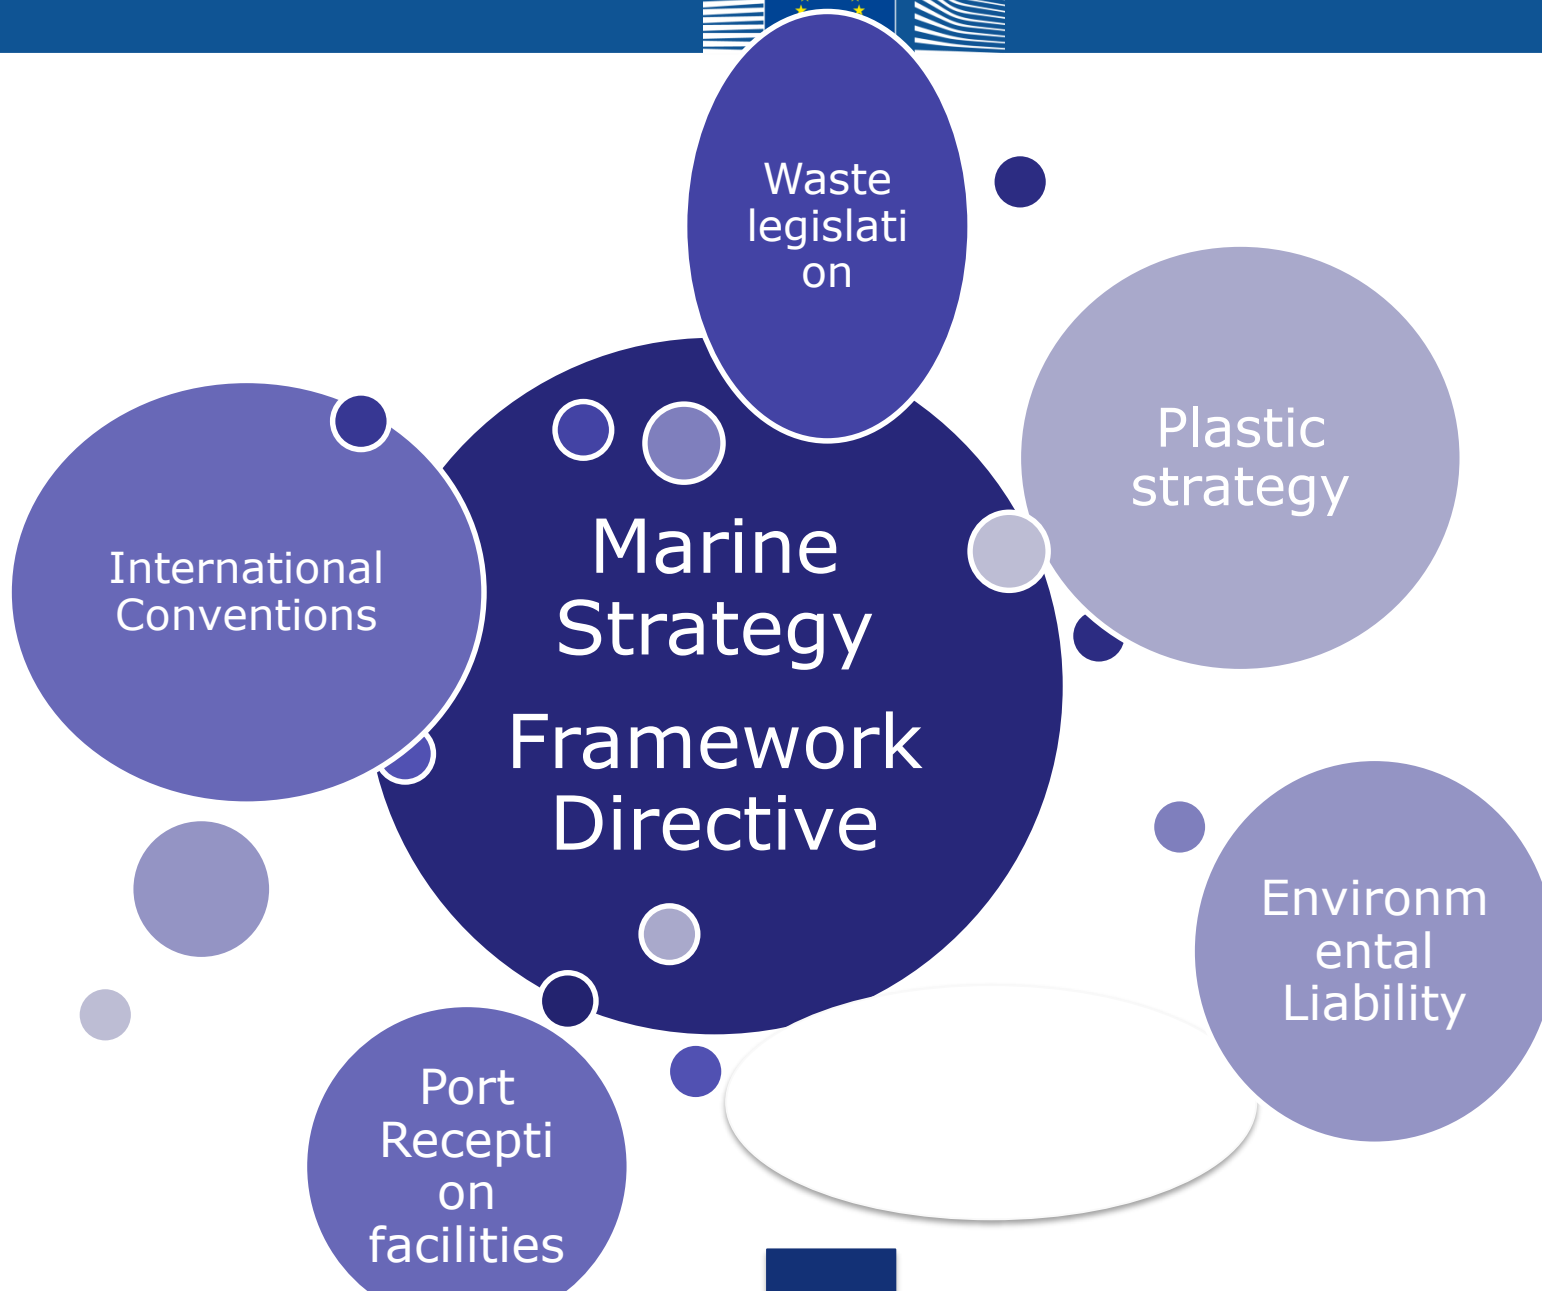 Waste
legislati
on
Plastic
strategy
International
Conventions
Marine
Strategy
Framework
Directive
Environm
ental
Liability
Port
Recepti
on
facilities